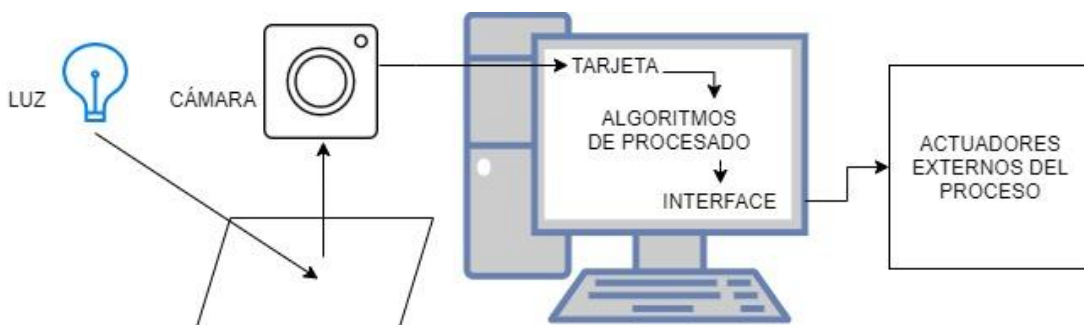 LUZ
CÁMARA
TARJETA
ALGORITMOS
DE PROCESADO
INTERFACE
ACTUADORES
EXTERNOS DEL
PROCESO